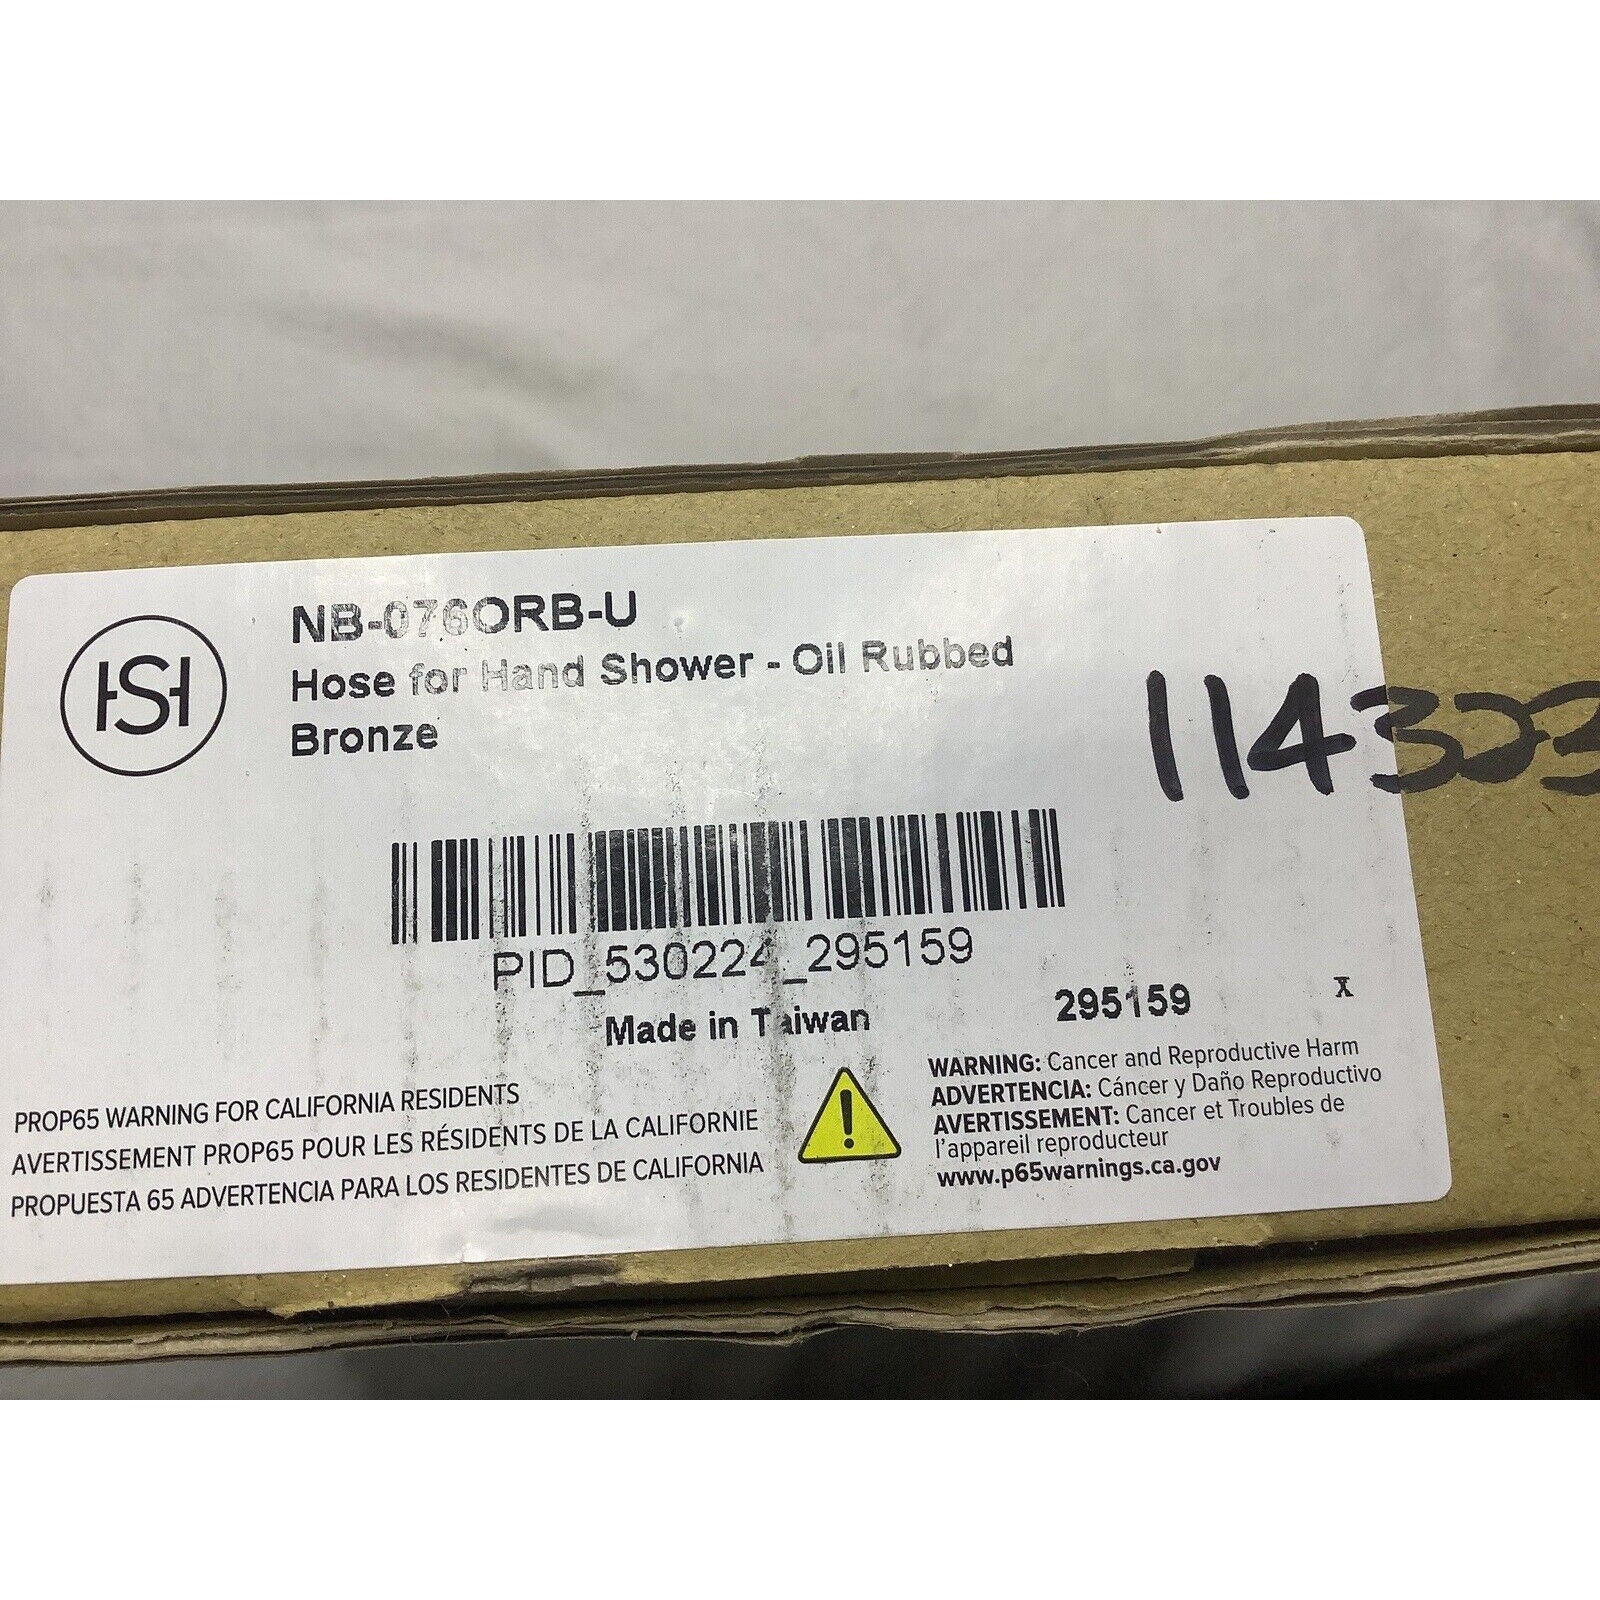 HSH
NB-076ORB-U
Hose for Hand Shower - Oil Rubbed
Bronze
114323
PID_530224_295159
Made in Taiwan
295159
X
PROP65 WARNING FOR CALIFORNIA RESIDENTS
AVERTISSEMENT PROP65 POUR LES RÉSIDENTS DE LA CALIFORNIE
PROPUESTA 65 ADVERTENCIA PARA LOS RESIDENTES DE CALIFORNIA
WARNING: Cancer and Reproductive Harm
ADVERTENCIA: Cáncer y Daño Reproductivo
AVERTISSEMENT: Cancer et Troubles de
l'appareil reproducteur
www.p65warnings.ca.gov